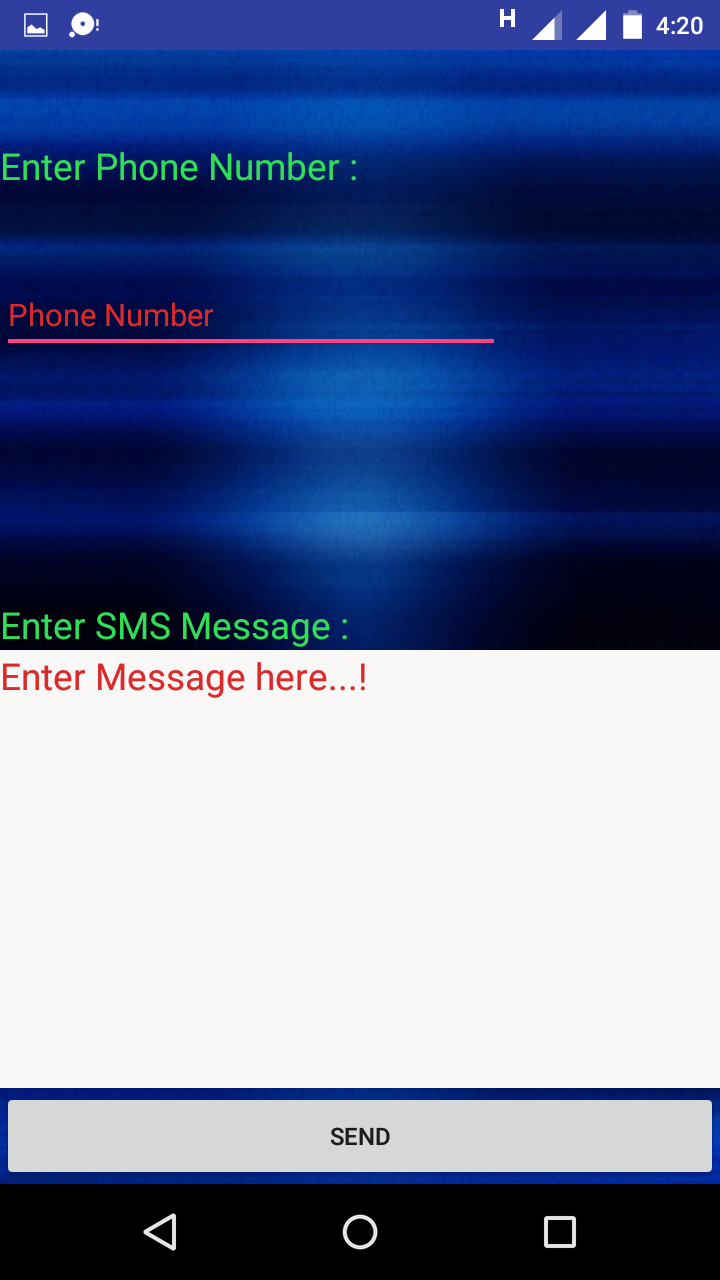 H 4:20
Enter Phone Number :
Phone Number
Enter SMS Message :
Enter Message here...!
SEND